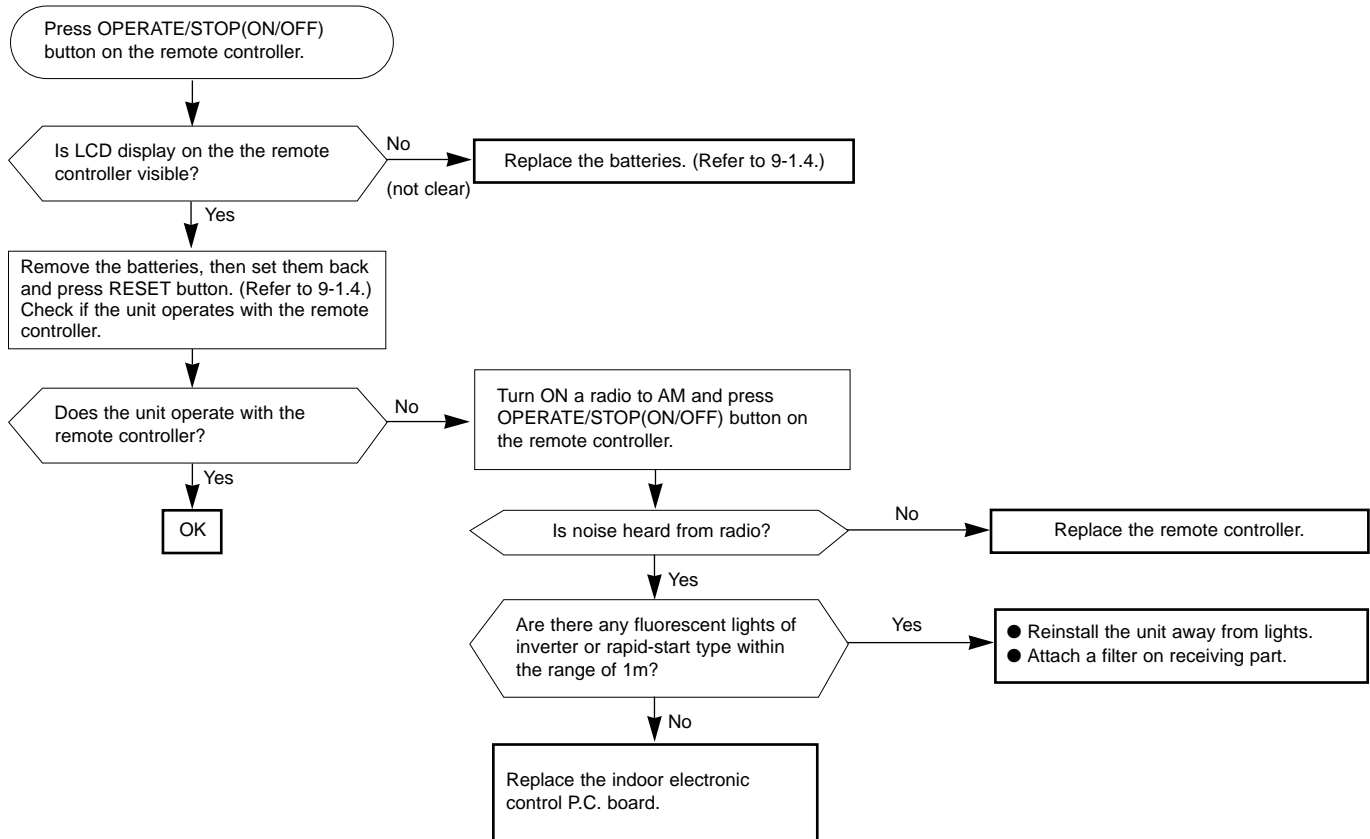 Press OPERATE/STOP(ON/OFF)
button on the remote controller.
Is LCD display on the the remote
controller visible?
No
(not clear)
Replace the batteries. (Refer to 9-1.4.)
Yes
Remove the batteries, then set them back
and press RESET button. (Refer to 9-1.4.)
Check if the unit operates with the remote
controller.
Does the unit operate with the
remote controller?
No
Turn ON a radio to AM and press
OPERATE/STOP(ON/OFF) button on
the remote controller.
Yes
OK
Is noise heard from radio?
No
Replace the remote controller.
Yes
Are there any fluorescent lights of
inverter or rapid-start type within
the range of 1m?
Yes
● Reinstall the unit away from lights.
● Attach a filter on receiving part.
No
Replace the indoor electronic
control P.C. board.